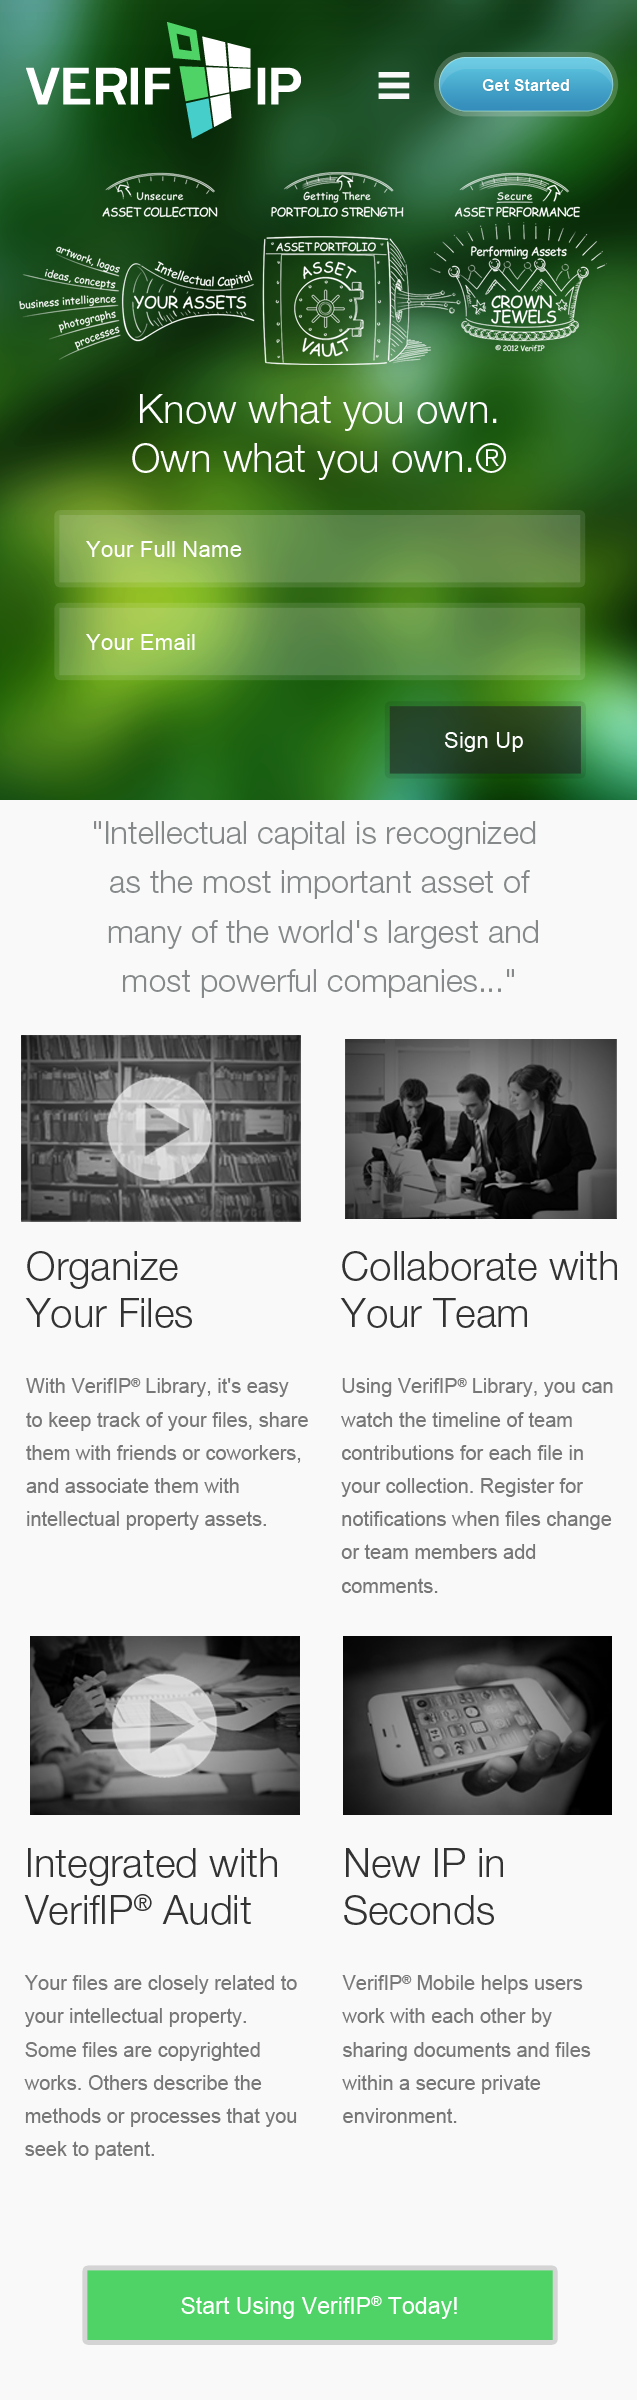 VERIF IP
Get Started
Unsecure
ASSET COLLECTION
Getting There
PORTFOLIO STRENGTH
Secure
ASSET PERFORMANCE
artwork, logos
ideas, concepts
business intelligence
photographs
processes
Intellectual Capital
YOUR ASSETS
ASSET PORTFOLIO
ASSET
VAULT
Performing Assets
CROWN
JEWELS
© 2012 VerifIP
Know what you own.
Own what you own.®
Your Full Name
Your Email
Sign Up
"Intellectual capital is recognized
as the most important asset of
many of the world's largest and
most powerful companies..."
Organize
Your Files
With VerifIP® Library, it's easy
to keep track of your files, share
them with friends or coworkers,
and associate them with
intellectual property assets.
Collaborate with
Your Team
Using VerifIP® Library, you can
watch the timeline of team
contributions for each file in
your collection. Register for
notifications when files change
or team members add
comments.
Integrated with
VerifIP® Audit
Your files are closely related to
your intellectual property.
Some files are copyrighted
works. Others describe the
methods or processes that you
seek to patent.
New IP in
Seconds
VerifIP® Mobile helps users
work with each other by
sharing documents and files
within a secure private
environment.
Start Using VerifIP® Today!